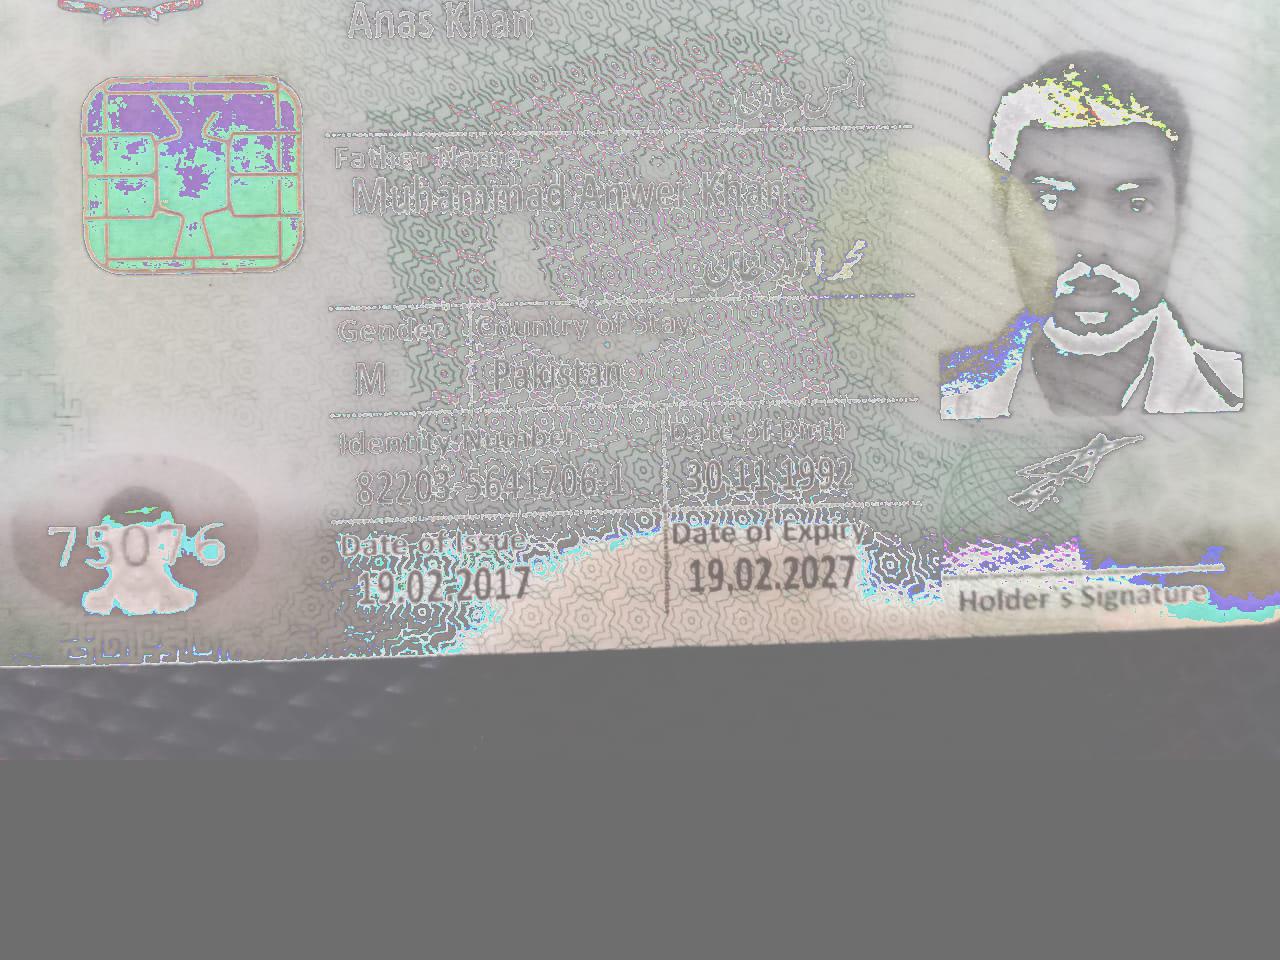 Anas Khan
انس خان
Father Name
Muhammad Anwer Khan
Gender Country of Stay
M Pakistan
Identity Number Date of Birth
82203-5641706-1 30.11.1992
Date of Issue Date of Expiry
19.02.2017 19.02.2027
75076
Holder's Signature